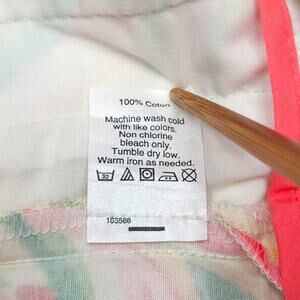 100% Coton
Machine wash cold
with like colors.
Non chlorine
bleach only.
Tumble dry low.
Warm iron as needed.
103588